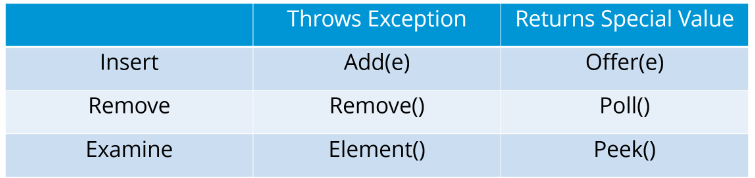 Throws Exception Returns Special Value
Insert Add(e) Offer(e)
Remove Remove() Poll()
Examine Element() Peek()